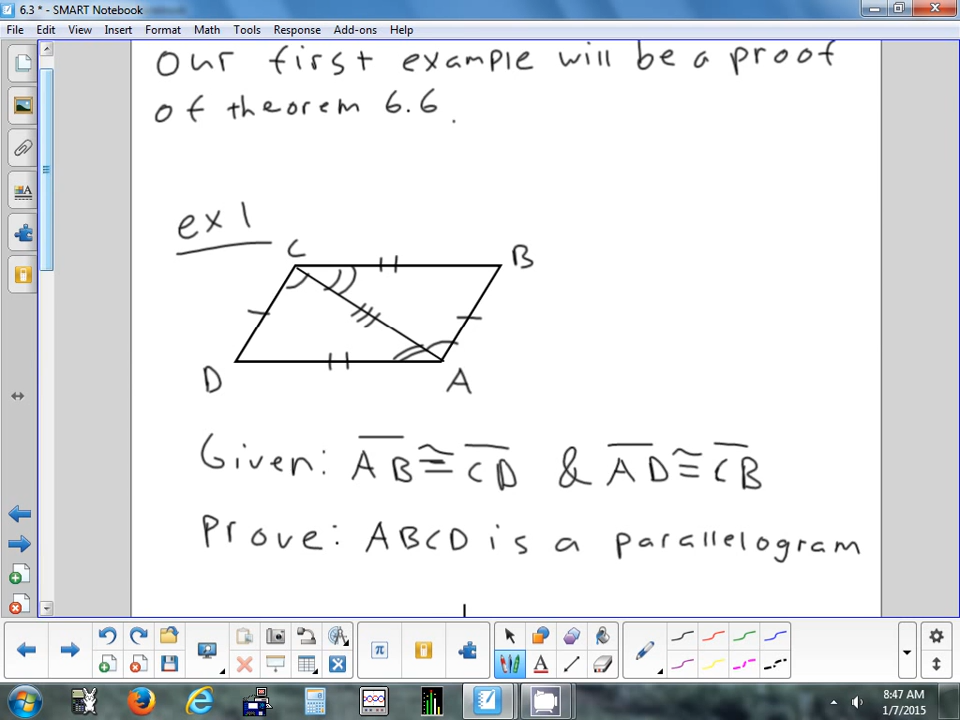 6.3 * - SMART Notebook
File Edit View Insert Format Math Tools Response Add-ons Help
Our first example will be a proof
of theorem 6.6.
ex 1
C
B
D
A
Given: AB ≅ CD & AD ≅ CB
Prove: ABCD is a parallelogram
π
A
8:47 AM
1/7/2015